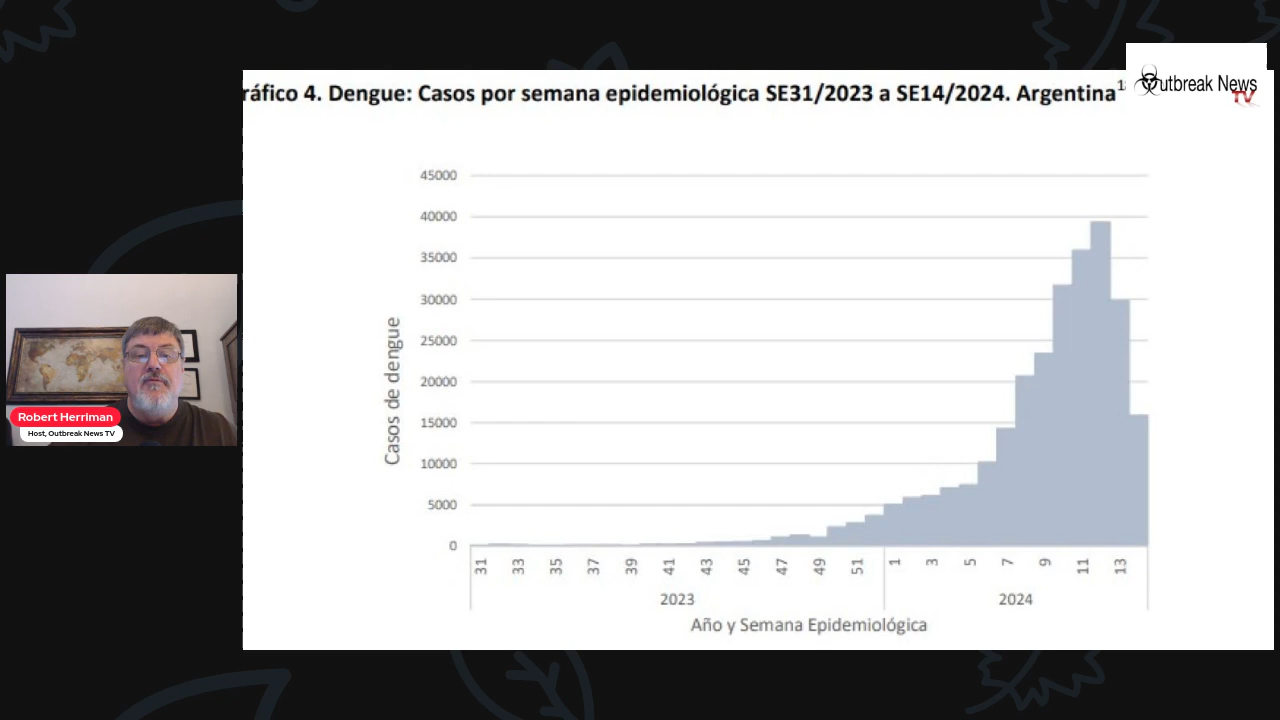 ráfico 4. Dengue: Casos por semana epidemiológica SE31/2023 a SE14/2024. Argentina
Outbreak News
TV
45000
40000
35000
30000
25000
20000
15000
10000
5000
0
Casos de dengue
31 33 35 37 39 41 43 45 47 49 51 1 3 5 7 9 11 13
2023 2024
Año y Semana Epidemiológica
Robert Herriman
Host, Outbreak News TV